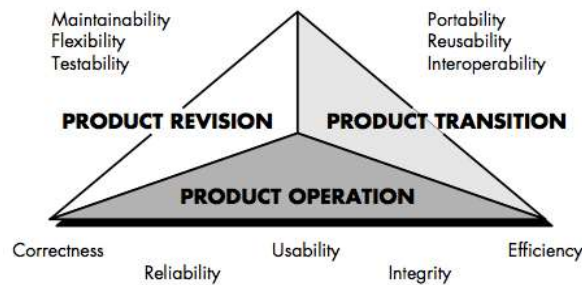 Maintainability
Flexibility
Testability
Portability
Reusability
Interoperability
PRODUCT REVISION
PRODUCT TRANSITION
PRODUCT OPERATION
Correctness
Usability
Efficiency
Reliability
Integrity